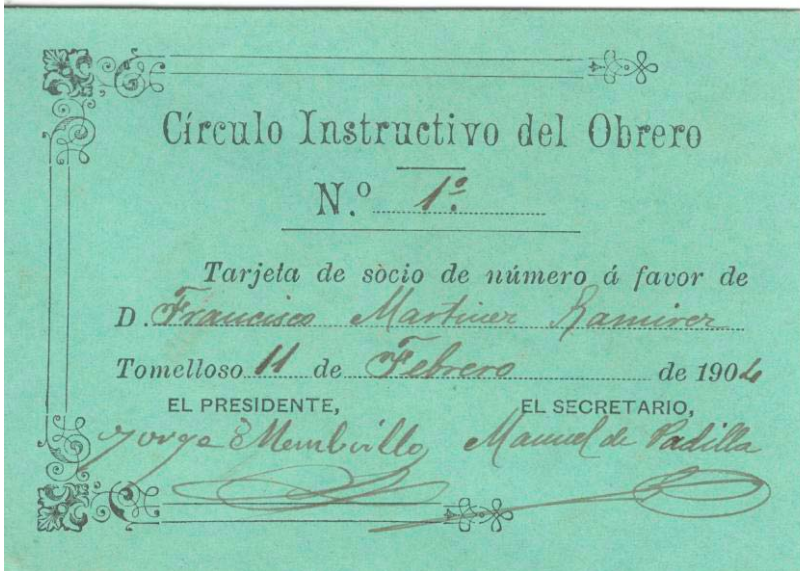 Círculo Instructivo del Obrero
N.º 1º
Tarjeta de sòcio de número á favor de
D. Francisco Martinez Ramirez
Tomelloso 11 de Febrero de 1904
EL PRESIDENTE, EL SECRETARIO,
Jorge Membrillo Manuel de Padilla